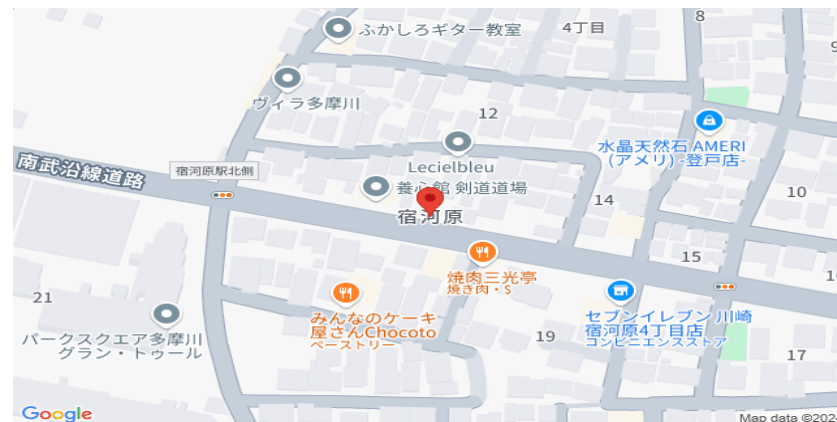 8
ふかしろギター教室
4丁目
ヴィラ多摩川
12
水晶天然石 AMERI
(アメリ) -登戸店-
Lecielbleu
南武沿線道路
宿河原駅北側
養心館 剣道道場
10
宿河原
14
15
焼肉三光亭
焼き肉・$
21
みんなのケーキ
屋さんChocoto
ペーストリー
セブンイレブン 川崎
宿河原4丁目店
コンビニエンスストア
パークスクエア多摩川
グラン・トゥール
19
17
Google
Map data ©2024